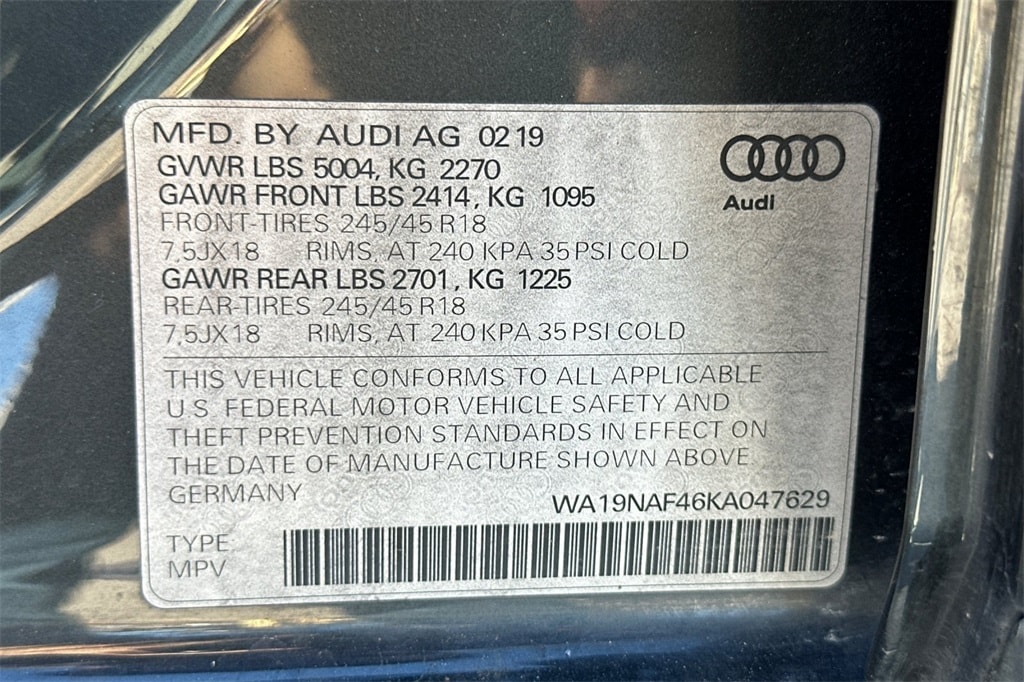 MFD. BY AUDI AG 02 19
GVWR LBS 5004, KG 2270
GAWR FRONT LBS 2414, KG 1095
FRONT-TIRES 245/45 R18
7,5JX18 RIMS, AT 240 KPA 35 PSI COLD
GAWR REAR LBS 2701, KG 1225
REAR-TIRES 245/45 R18
7,5JX18 RIMS, AT 240 KPA 35 PSI COLD
Audi
THIS VEHICLE CONFORMS TO ALL APPLICABLE
U.S. FEDERAL MOTOR VEHICLE SAFETY AND
THEFT PREVENTION STANDARDS IN EFFECT ON
THE DATE OF MANUFACTURE SHOWN ABOVE
GERMANY
WA19NAF46KA047629
TYPE
MPV